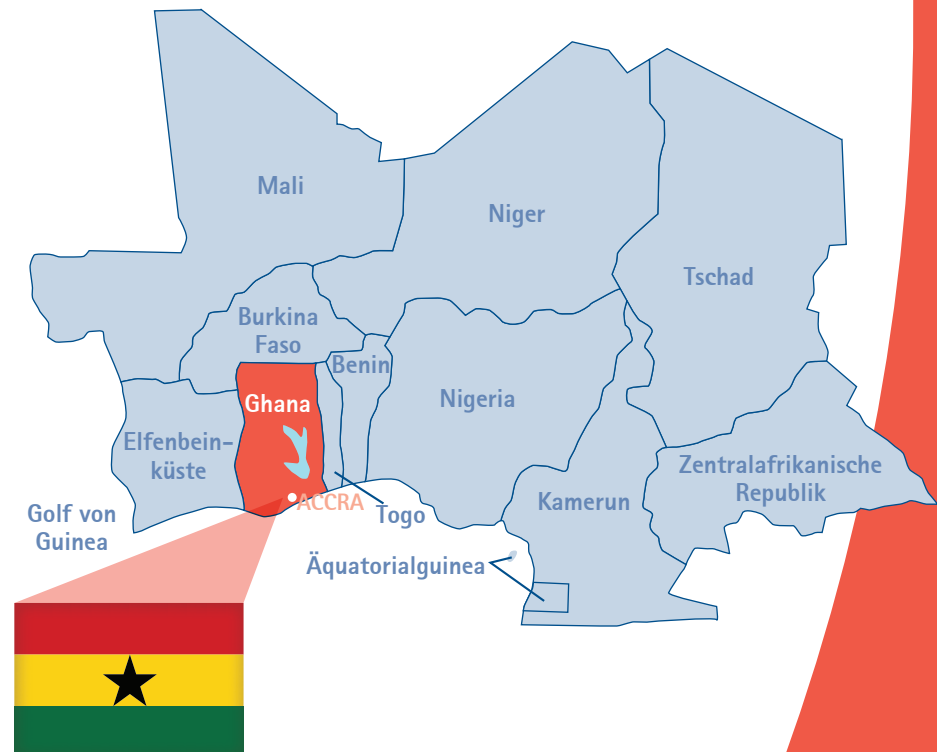 Mali
Niger
Tschad
Burkina
Faso
Benin
Ghana
Nigeria
Elfenbein-
küste
Zentralafrikanische
Republik
Kamerun
ACCRA
Togo
Golf von
Guinea
Äquatorialguinea